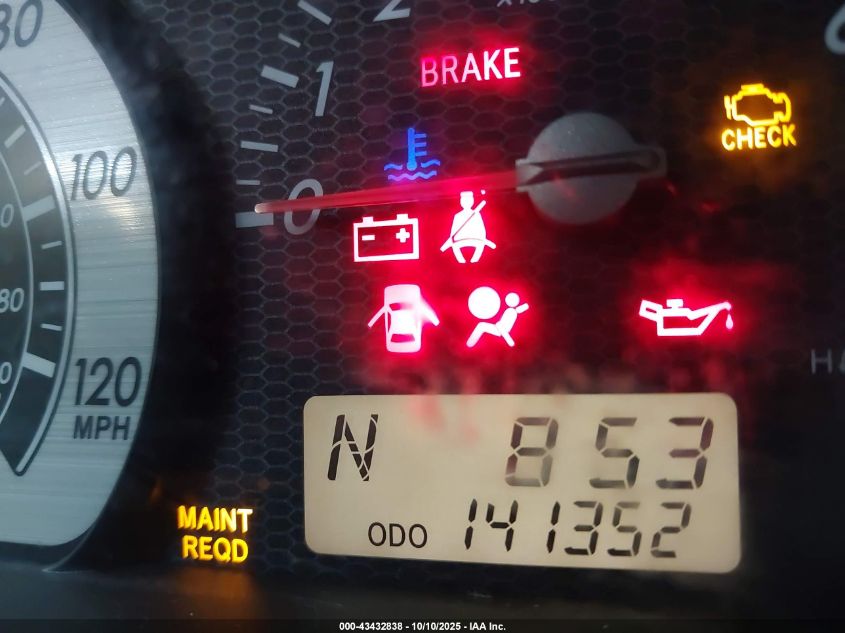 80
2
1
BRAKE
CHECK
100
0
80
120
MPH
N 853
ODO 141352
MAINT
REQD
000-43432838 - 10/10/2025 - IAA Inc.